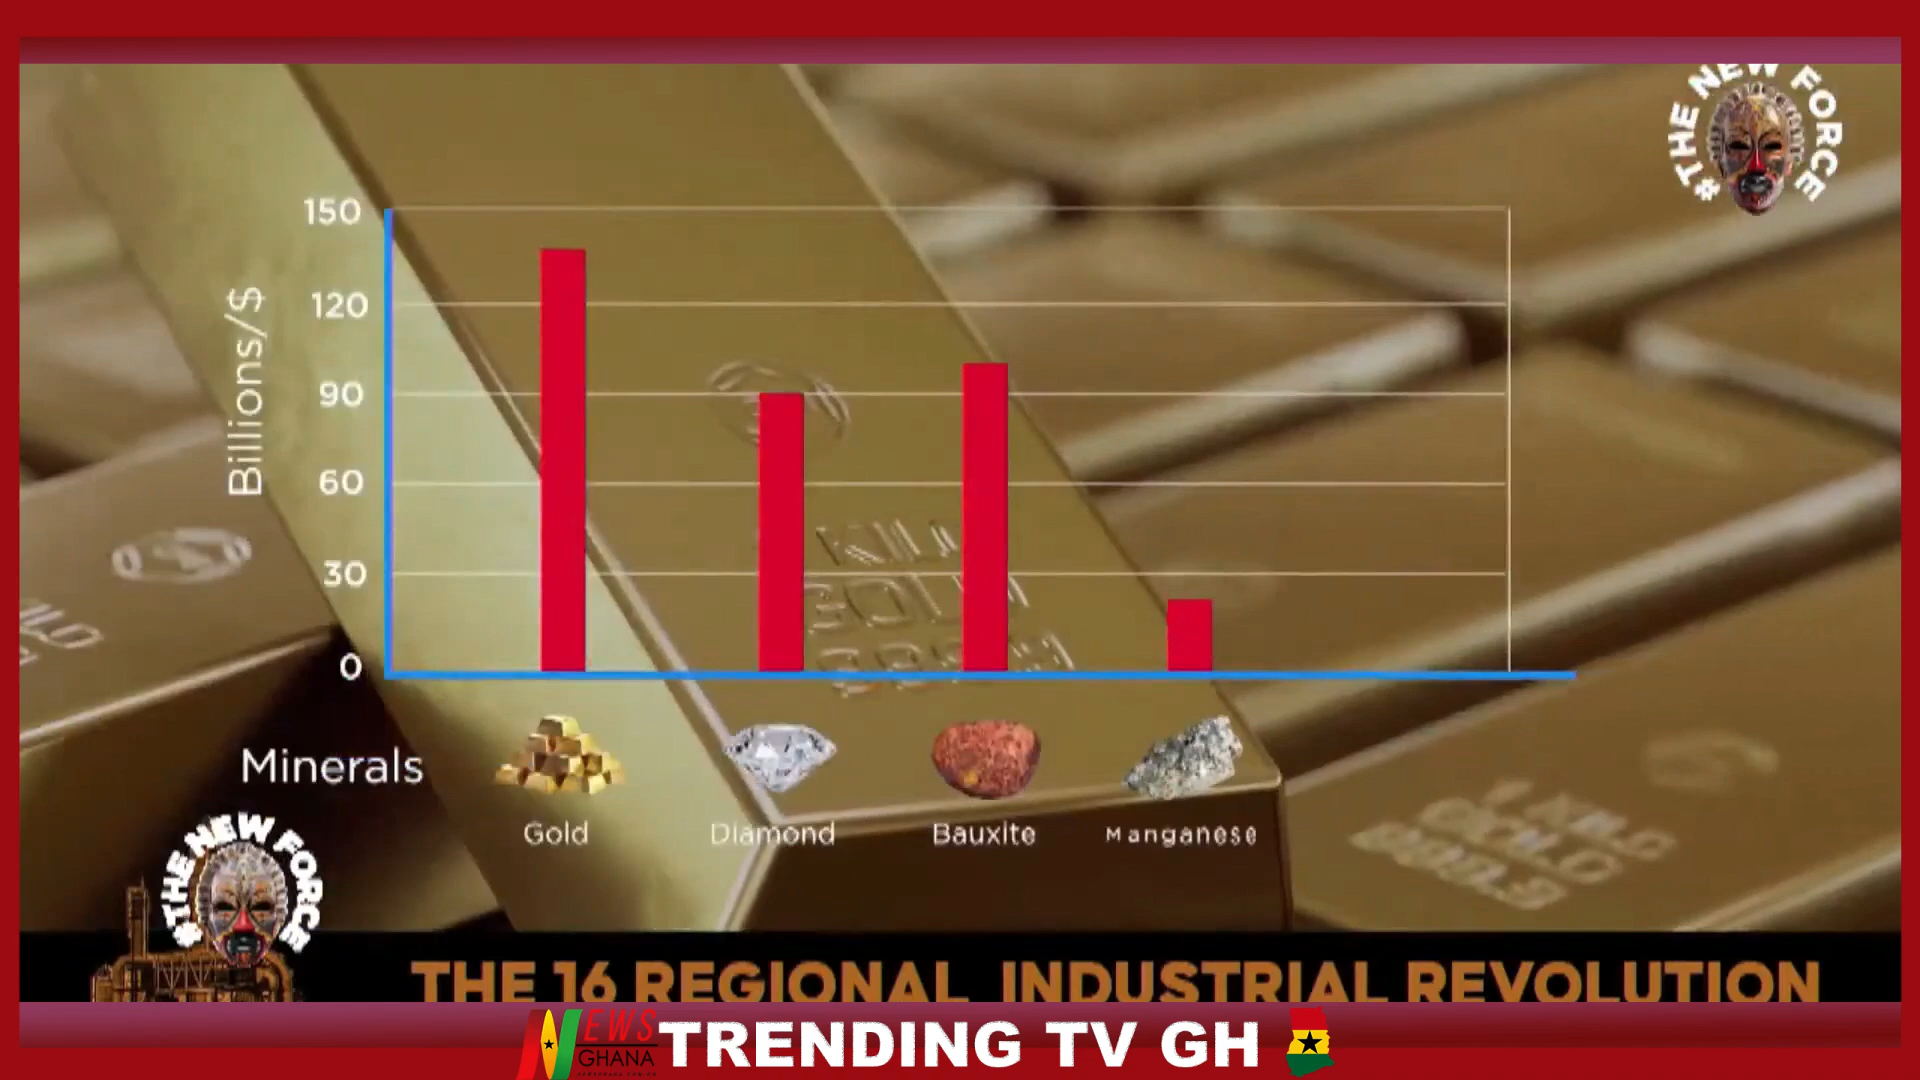 #THE NEW FORCE
150
120
90
60
30
0
Billions/$
Minerals
Gold
Diamond
Bauxite
Manganese
#THE NEW FORCE
THE 16 REGIONAL INDUSTRIAL REVOLUTION
NEWS
GHANA
TRENDING TV GH